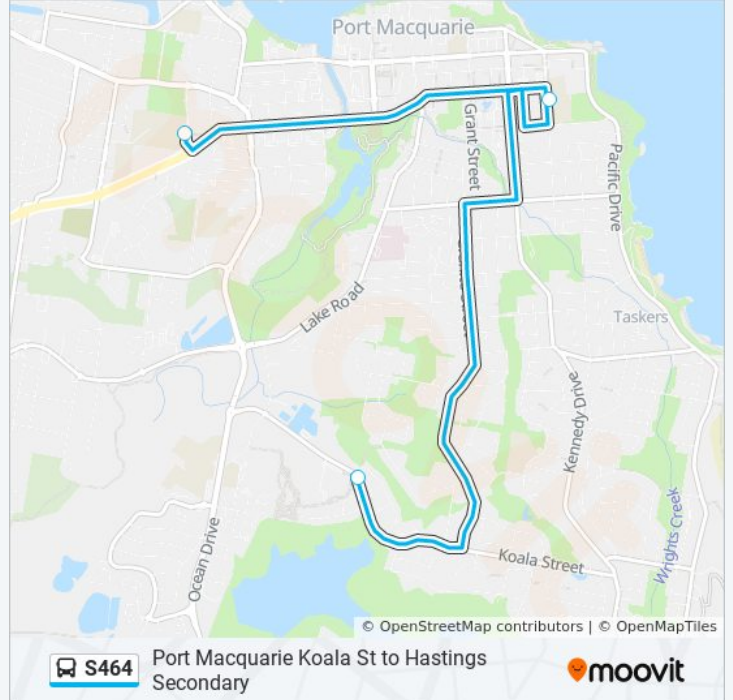 Port Macquarie
Grant Street
Pacific Drive
Lake Road
Taskers
Kennedy Drive
Wrights Creek
Ocean Drive
Koala Street
© OpenStreetMap contributors | © OpenMapTiles
S464
Port Macquarie Koala St to Hastings
Secondary
moovit